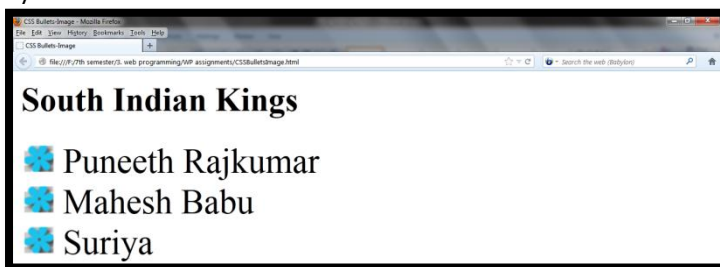 CSS Bullets-Image - Mozilla Firefox
File Edit View History Bookmarks Tools Help
CSS Bullets-Image
file:///F:/7th semester/3. web programming/WP assignments/CSSBulletsImage.html
Search the web (Babylon)
South Indian Kings
Puneeth Rajkumar
Mahesh Babu
Suriya